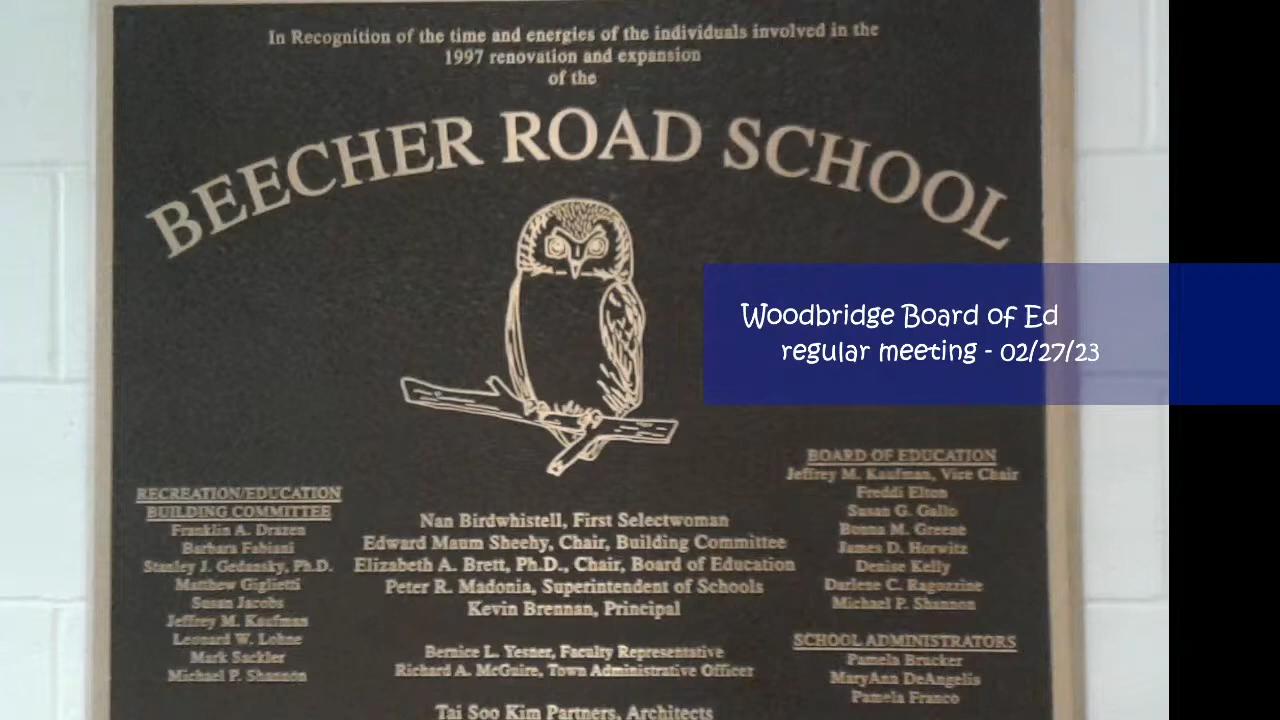 In Recognition of the time and energies of the individuals involved in the
1997 renovation and expansion
of the
BEECHER ROAD SCHOOL
Woodbridge Board of Ed
regular meeting - 02/27/23
RECREATION/EDUCATION
BUILDING COMMITTEE
Franklin A. Drazen
Barbara Fabiani
Stanley J. Gedansky, Ph.D.
Matthew Giglietti
Susan Jacobs
Jeffrey M. Kaufman
Leonard W. Lohne
Mark Sackler
Michael P. Shannon
Nan Birdwhistell, First Selectwoman
Edward Maum Sheehy, Chair, Building Committee
Elizabeth A. Brett, Ph.D., Chair, Board of Education
Peter R. Madonia, Superintendent of Schools
Kevin Brennan, Principal
Bernice L. Yesner, Faculty Representative
Richard A. McGuire, Town Administrative Officer
Tai Soo Kim Partners, Architects
BOARD OF EDUCATION
Jeffrey M. Kaufman, Vice Chair
Freddi Elton
Susan G. Gallo
Donna M. Greene
James D. Horwitz
Denise Kelly
Darlene C. Ragozzine
Michael P. Shannon
SCHOOL ADMINISTRATORS
Pamela Brucker
MaryAnn DeAngelis
Pamela Franco